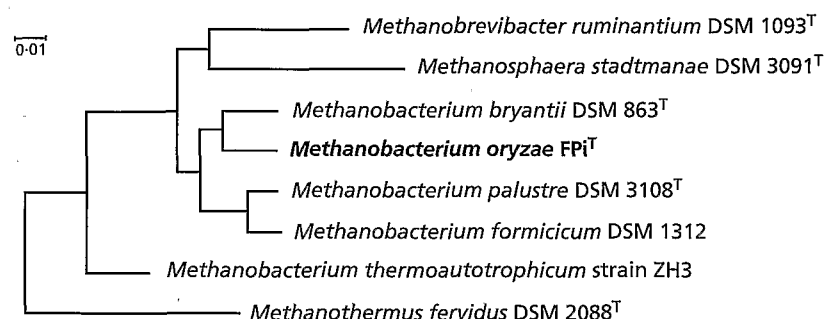 Methanobrevibacter ruminantium DSM 1093T
0·01
Methanosphaera stadtmanae DSM 3091T
Methanobacterium bryantii DSM 863T
Methanobacterium oryzae FPiT
Methanobacterium palustre DSM 3108T
Methanobacterium formicicum DSM 1312
Methanobacterium thermoautotrophicum strain ZH3
Methanothermus fervidus DSM 2088T